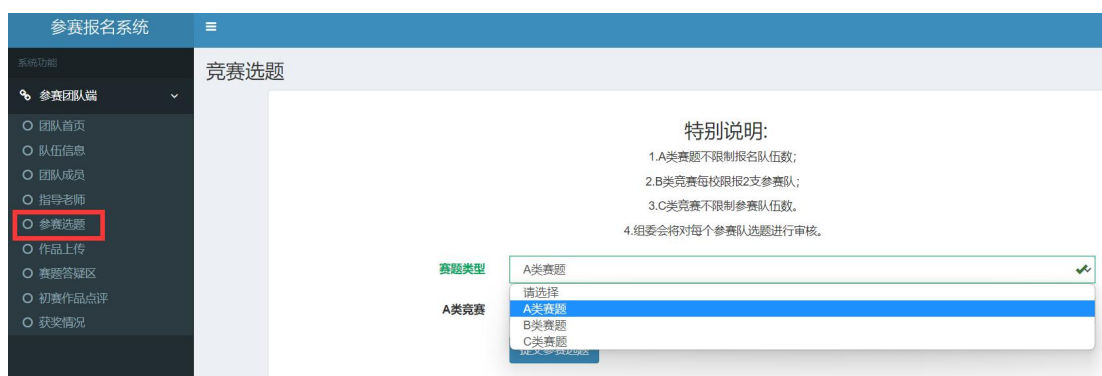 参赛报名系统
系统功能
参赛团队端
团队首页
队伍信息
团队成员
指导老师
参赛选题
作品上传
赛题答疑区
初赛作品点评
获奖情况
竞赛选题
特别说明:
1.A类赛题不限制报名队伍数;
2.B类竞赛每校限报2支参赛队;
3.C类竞赛不限制参赛队伍数。
4.组委会将对每个参赛队选题进行审核。
赛题类型
A类赛题
请选择
A类竞赛
A类赛题
B类赛题
C类赛题
提交参赛选题